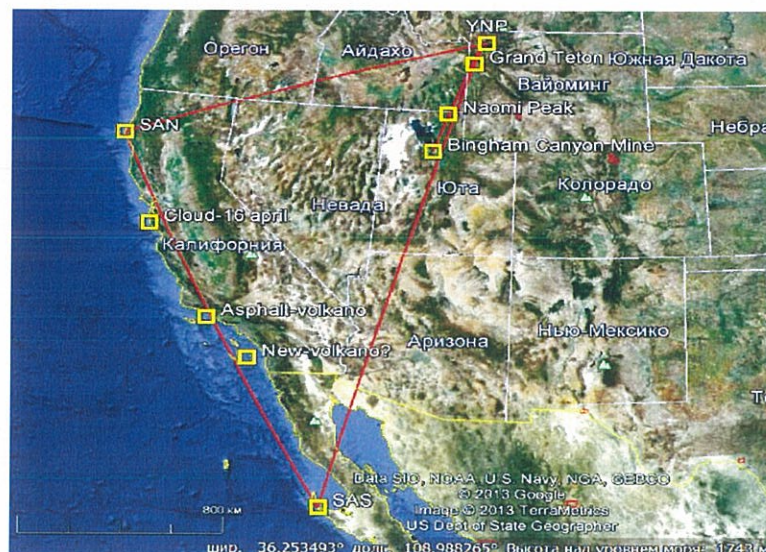 YNP
Орегон
Айдахо
Grand Teton
Южная Дакота
Вайоминг
Naomi Peak
SAN
Небра
Bingham Canyon Mine
Юта
Колорадо
Невада
Cloud-16 april
Калифорния
Asphalt-volkano
New-volkano?
Аризона
Нью-Мексико
Те
Data SIO, NOAA, U.S. Navy, NGA, GEBCO
© 2013 Google
Image © 2013 TerraMetrics
US Dept of State Geographer
SAS
800 км
шир. 36.253493° долг. -108.988265° Высота над уровнем моря